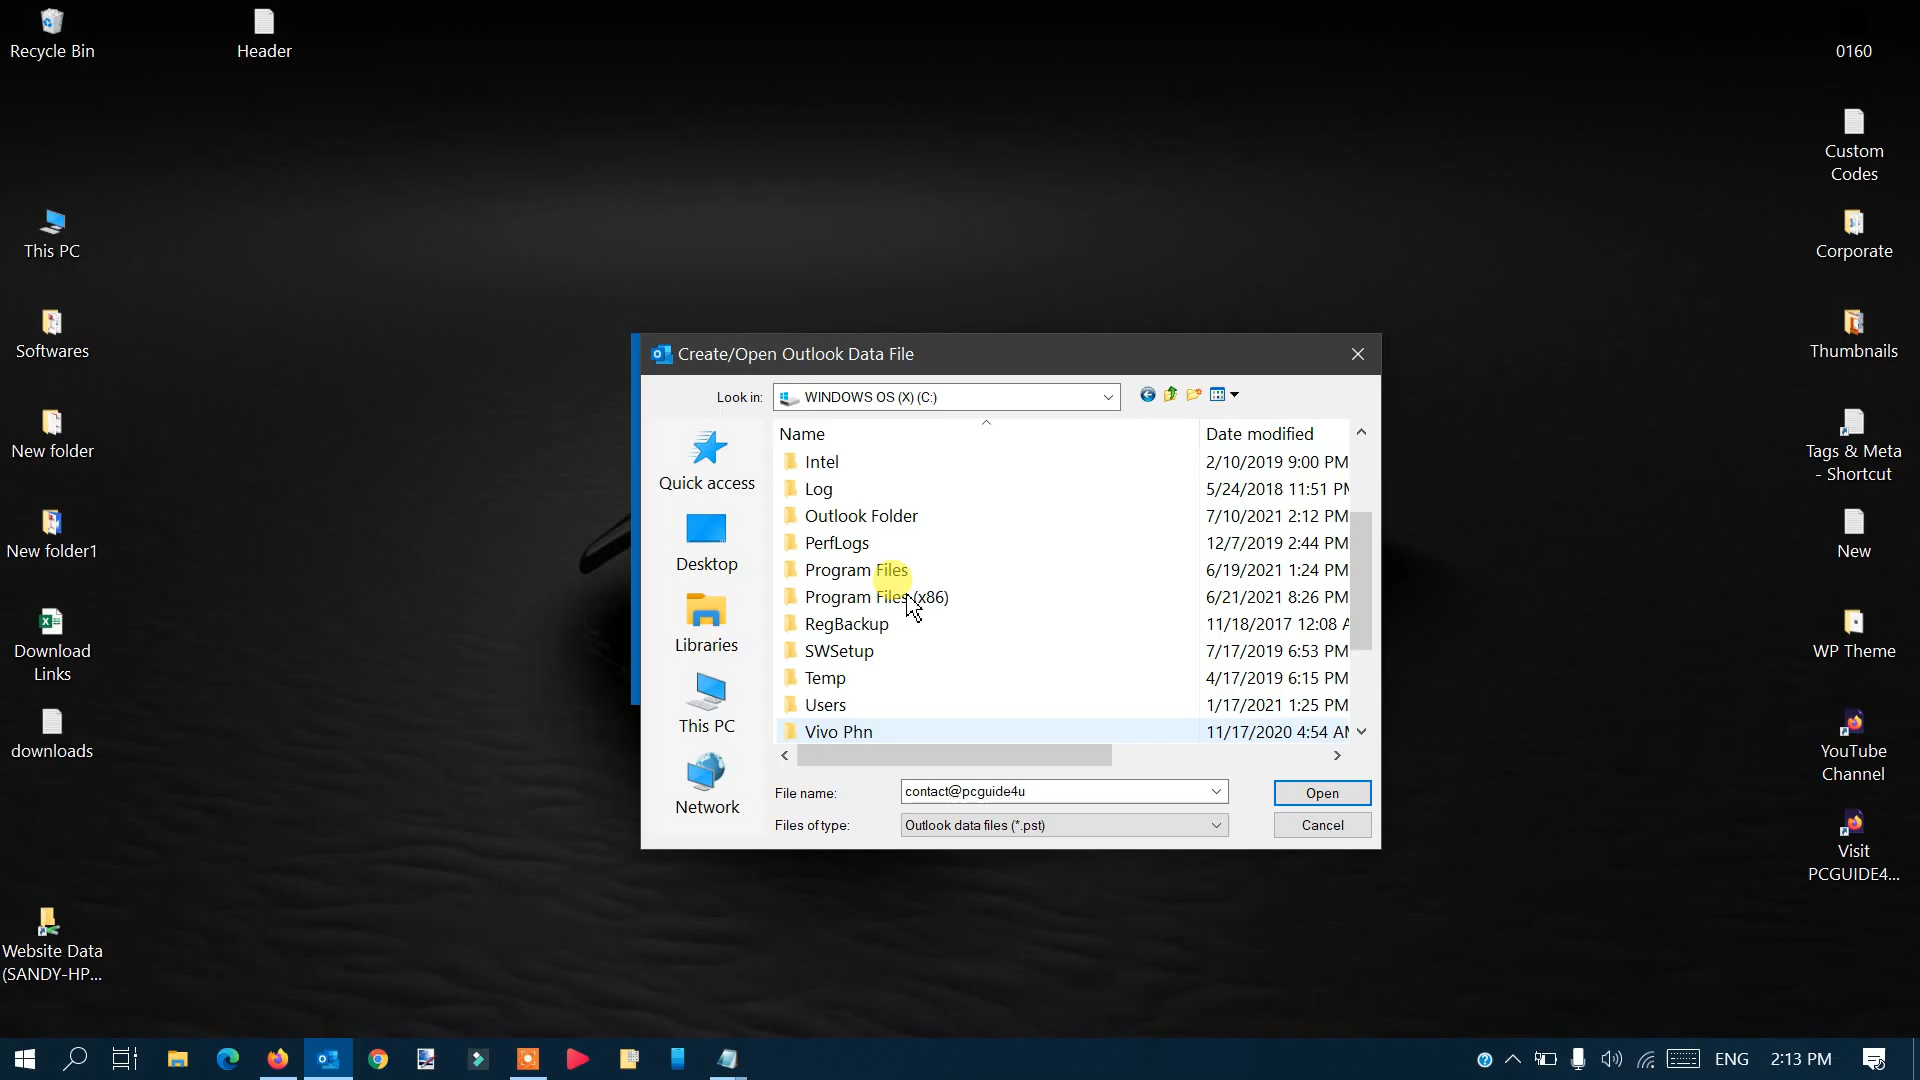 Recycle Bin
Header
0160
Custom
Codes
This PC
Corporate
Softwares
Thumbnails
New folder
Tags & Meta
- Shortcut
New folder1
New
Download
Links
WP Theme
downloads
YouTube
Channel
Visit
PCGUIDE4...
Website Data
(SANDY-HP...
Create/Open Outlook Data File
Look in:
WINDOWS OS (X) (C:)
Name
Date modified
Intel
2/10/2019 9:00 PM
Log
5/24/2018 11:51 PM
Outlook Folder
7/10/2021 2:12 PM
PerfLogs
12/7/2019 2:44 PM
Program Files
6/19/2021 1:24 PM
Program Files (x86)
6/21/2021 8:26 PM
RegBackup
11/18/2017 12:08 A
SWSetup
7/17/2019 6:53 PM
Temp
4/17/2019 6:15 PM
Users
1/17/2021 1:25 PM
Vivo Phn
11/17/2020 4:54 AM
Quick access
Desktop
Libraries
This PC
Network
File name:
contact@pcguide4u
Open
Files of type:
Outlook data files (*.pst)
Cancel
ENG
2:13 PM